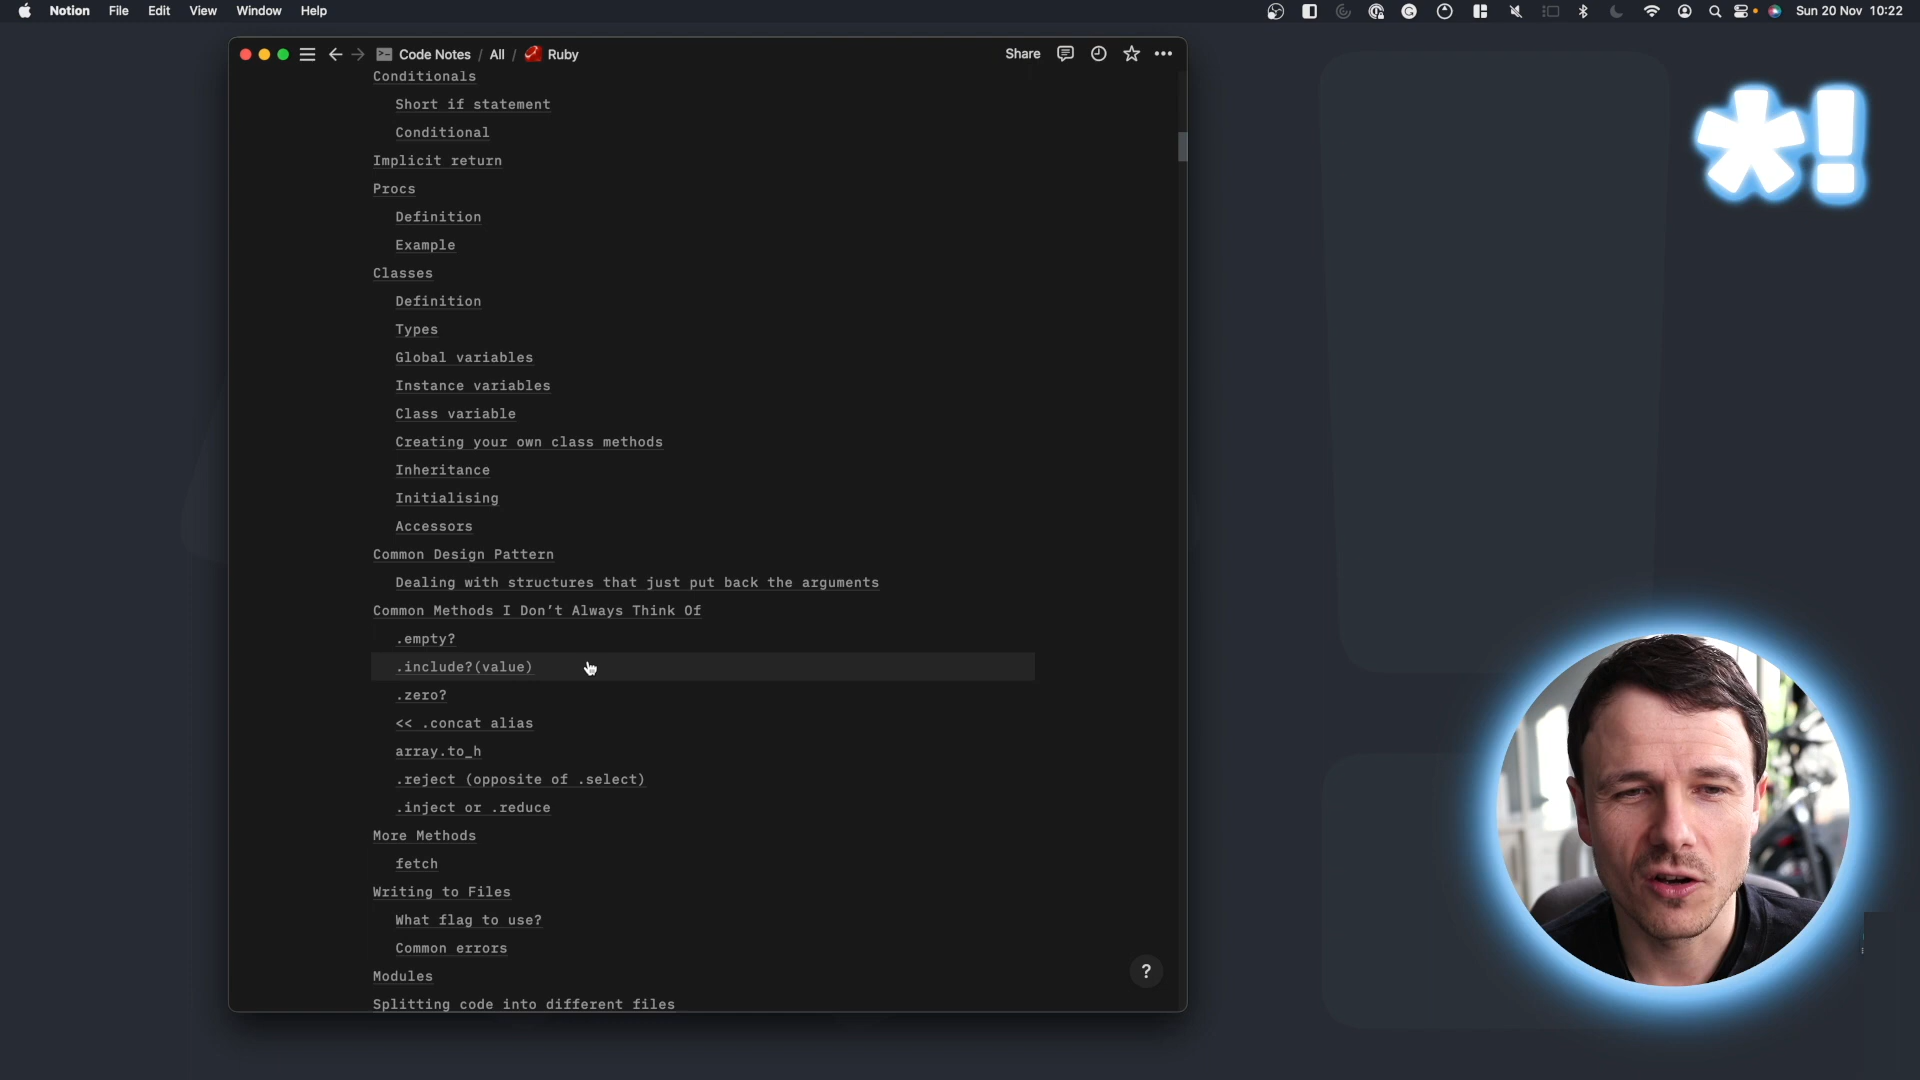 Notion File Edit View Window Help
Sun 20 Nov 10:22
Code Notes / All / Ruby
Share
Conditionals
Short if statement
Conditional
Implicit return
Procs
Definition
Example
Classes
Definition
Types
Global variables
Instance variables
Class variable
Creating your own class methods
Inheritance
Initialising
Accessors
Common Design Pattern
Dealing with structures that just put back the arguments
Common Methods I Don’t Always Think Of
.empty?
.include?(value)
.zero?
<< .concat alias
array.to_h
.reject (opposite of .select)
.inject or .reduce
More Methods
fetch
Writing to Files
What flag to use?
Common errors
Modules
Splitting code into different files
?
*!